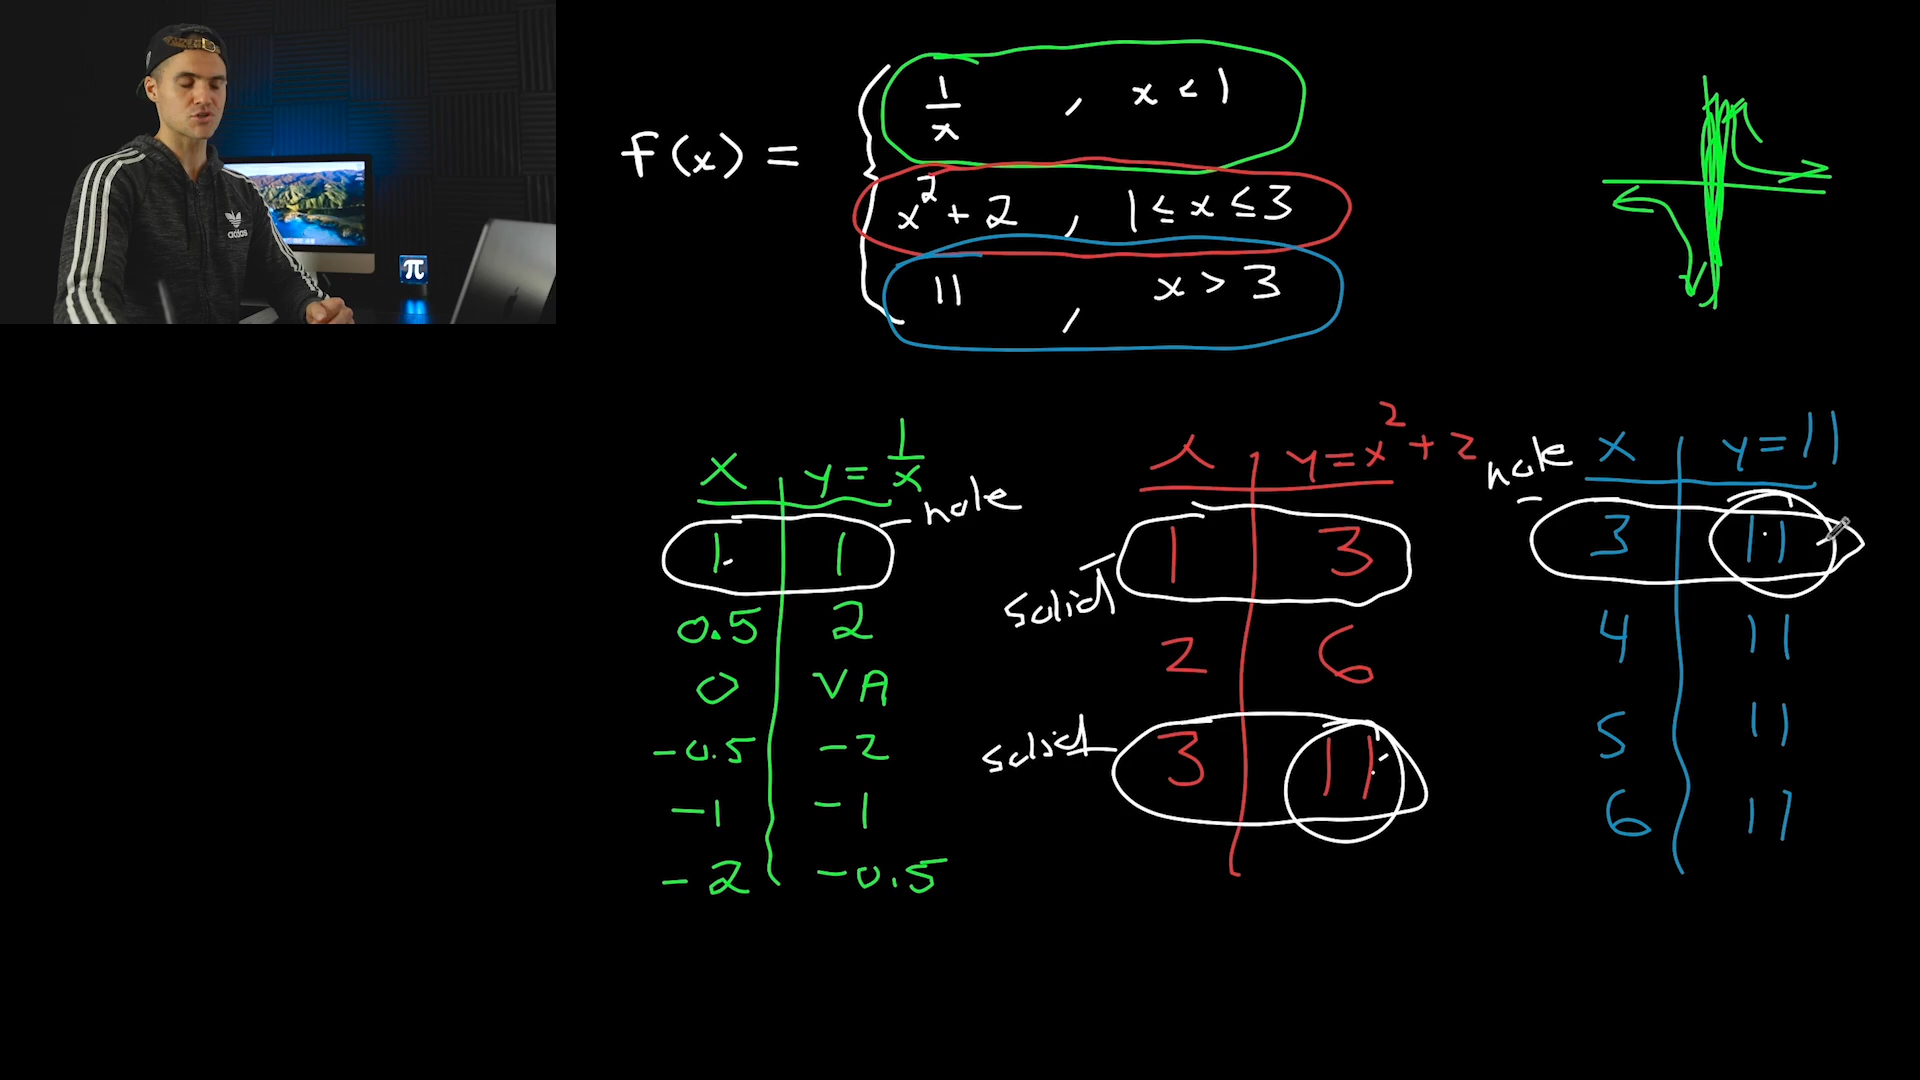 adidas
π
f(x) = { 1/x , x < 1
x² + 2 , 1 ≤ x ≤ 3
11 , x > 3
x | y = 1/x
hole
1 | 1
0.5 | 2
0 | VA
-0.5 | -2
-1 | -1
-2 | -0.5
x | y = x² + 2
solid
1 | 3
2 | 6
solid
3 | 11
hole
x | y = 11
3 | 11
4 | 11
5 | 11
6 | 11